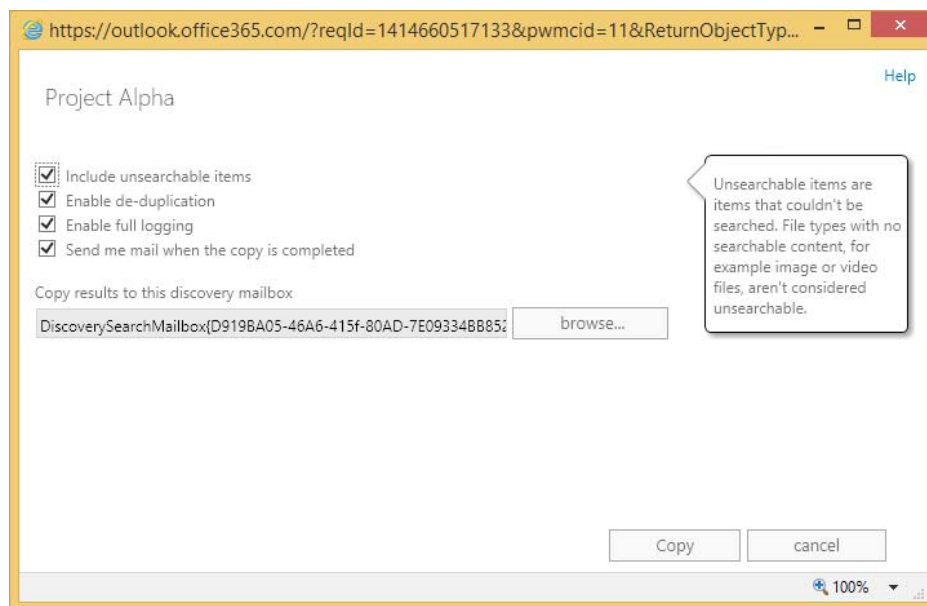 https://outlook.office365.com/?reqId=1414660517133&pwmcid=11&ReturnObjectTyp...
Help
Project Alpha
Include unsearchable items
Enable de-duplication
Enable full logging
Send me mail when the copy is completed
Copy results to this discovery mailbox
DiscoverySearchMailbox{D919BA05-46A6-415f-80AD-7E09334BB852
browse...
Unsearchable items are
items that couldn't be
searched. File types with no
searchable content, for
example image or video
files, aren't considered
unsearchable.
Copy
cancel
100%